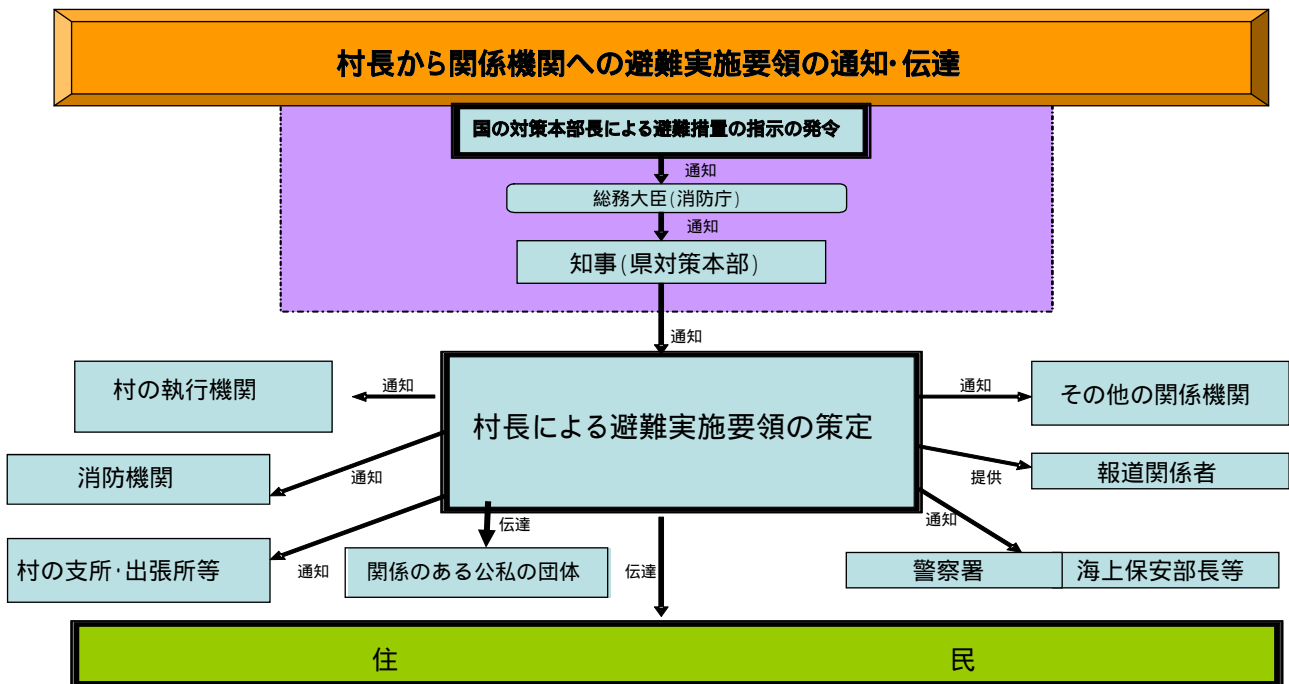 村長から関係機関への避難実施要領の通知・伝達
国の対策本部長による避難措置の指示の発令
通知
総務大臣(消防庁)
通知
知事(県対策本部)
通知
村の執行機関
通知
村長による避難実施要領の策定
通知
その他の関係機関
消防機関
通知
提供
報道関係者
村の支所・出張所等
通知
伝達
関係のある公私の団体
伝達
通知
警察署
海上保安部長等
住 民